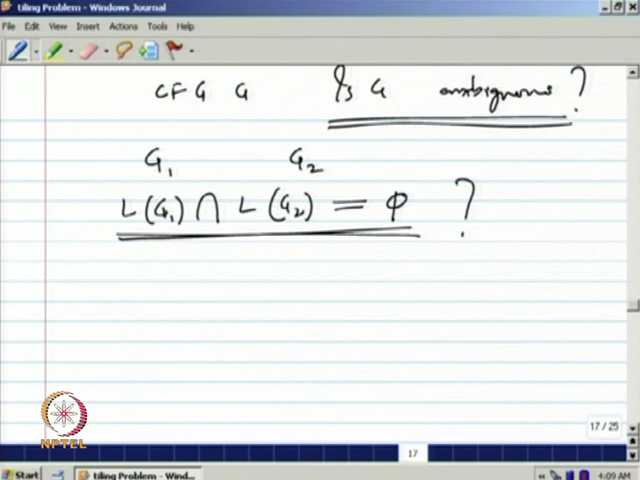 tiling Problem - Windows Journal
File Edit View Insert Actions Tools Help
CFG G Is G ambiguous ?
G₁ G₂
L(G₁) ∩ L(G₂) = φ ?
NPTEL
17 / 25
17
Start tiling Problem - Wind... 4:09 AM